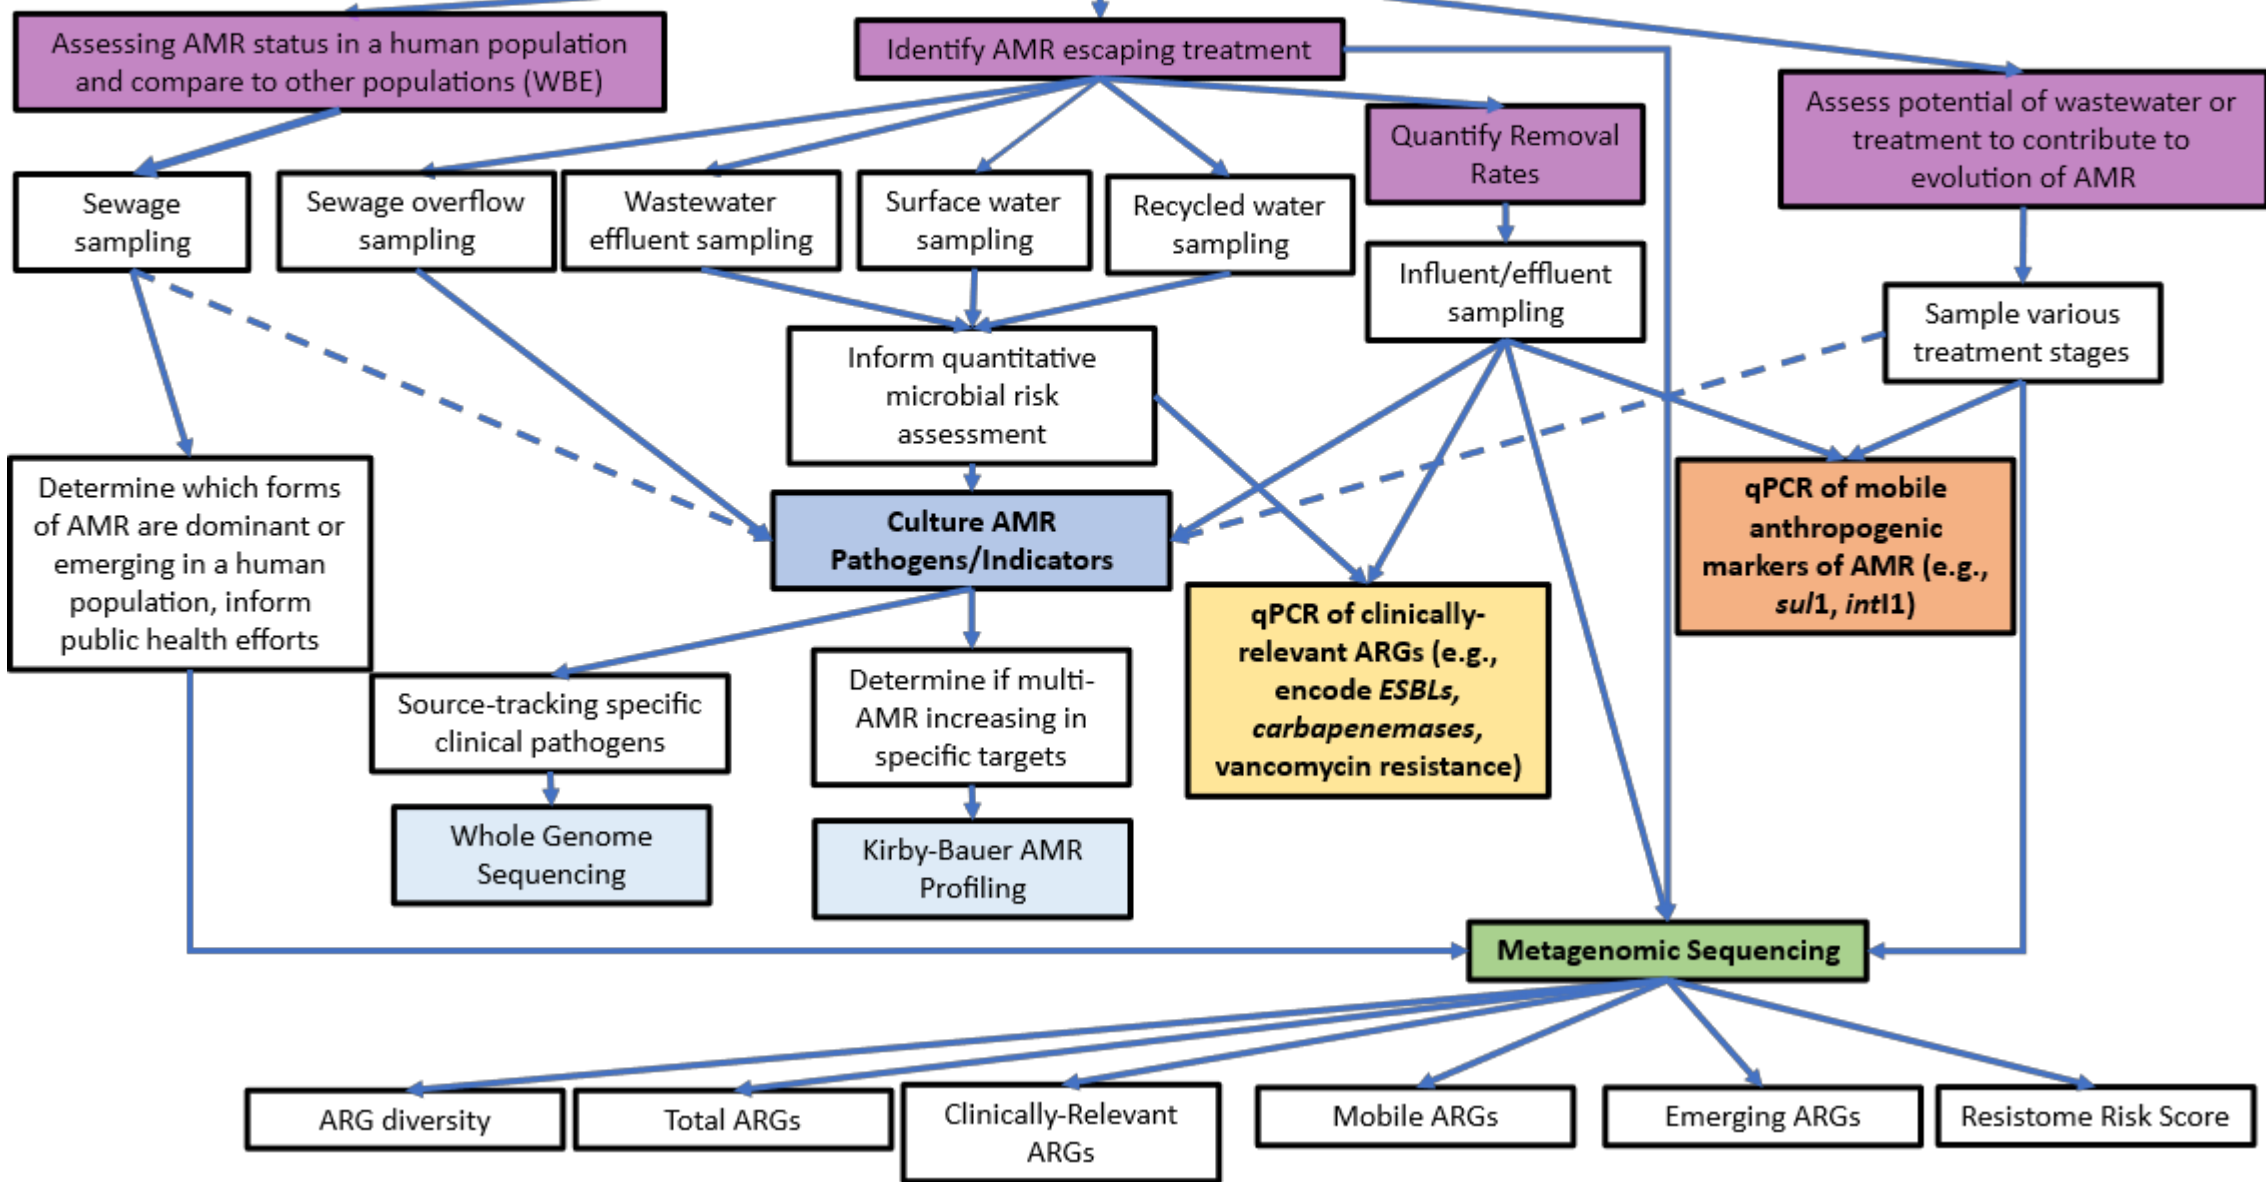 Assessing AMR status in a human population
and compare to other populations (WBE)
Identify AMR escaping treatment
Assess potential of wastewater or
treatment to contribute to
evolution of AMR
Quantify Removal
Rates
Sewage
sampling
Sewage overflow
sampling
Wastewater
effluent sampling
Surface water
sampling
Recycled water
sampling
Influent/effluent
sampling
Sample various
treatment stages
Inform quantitative
microbial risk
assessment
Determine which forms
of AMR are dominant or
emerging in a human
population, inform
public health efforts
Culture AMR
Pathogens/Indicators
qPCR of mobile
anthropogenic
markers of AMR (e.g.,
sul1, intI1)
qPCR of clinically-
relevant ARGs (e.g.,
encode ESBLs,
carbapenemases,
vancomycin resistance)
Source-tracking specific
clinical pathogens
Determine if multi-
AMR increasing in
specific targets
Whole Genome
Sequencing
Kirby-Bauer AMR
Profiling
Metagenomic Sequencing
ARG diversity
Total ARGs
Clinically-Relevant
ARGs
Mobile ARGs
Emerging ARGs
Resistome Risk Score